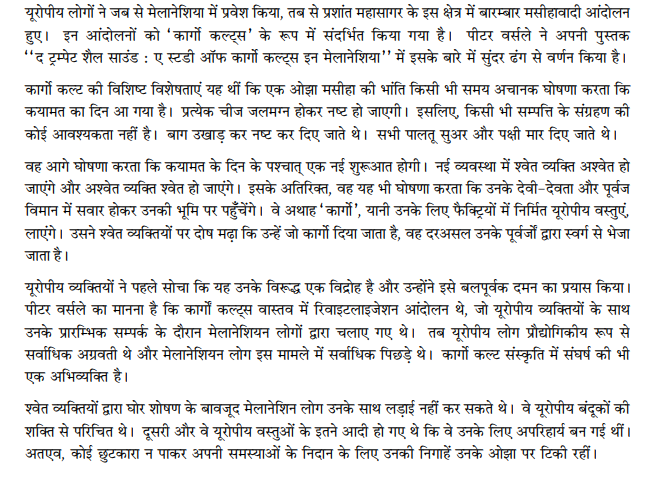 यूरोपीय लोगों ने जब से मेलानेशिया में प्रवेश किया, तब से प्रशांत महासागर के इस क्षेत्र में बारम्बार मसीहावादी आंदोलन
हुए। इन आंदोलनों को 'कार्गो कल्ट्स' के रूप में संदर्भित किया गया है। पीटर वर्सले ने अपनी पुस्तक
''द ट्रम्पेट शैल साउंड : ए स्टडी ऑफ कार्गो कल्ट्स इन मेलानेशिया'' में इसके बारे में सुंदर ढंग से वर्णन किया है।
कार्गो कल्ट की विशिष्ट विशेषताएं यह थीं कि एक ओझा मसीहा की भांति किसी भी समय अचानक घोषणा करता कि
कयामत का दिन आ गया है। प्रत्येक चीज जलमग्न होकर नष्ट हो जाएगी। इसलिए, किसी भी सम्पत्ति के संग्रहण की
कोई आवश्यकता नहीं है। बाग उखाड़ कर नष्ट कर दिए जाते थे। सभी पालतू सुअर और पक्षी मार दिए जाते थे।
वह आगे घोषणा करता कि कयामत के दिन के पश्चात् एक नई शुरूआत होगी। नई व्यवस्था में श्वेत व्यक्ति अश्वेत हो
जाएंगे और अश्वेत व्यक्ति श्वेत हो जाएंगे। इसके अतिरिक्त, वह यह भी घोषणा करता कि उनके देवी-देवता और पूर्वज
विमान में सवार होकर उनकी भूमि पर पहुँचेंगे। वे अथाह 'कार्गो', यानी उनके लिए फैक्ट्रियों में निर्मित यूरोपीय वस्तुएं,
लाएंगे। उसने श्वेत व्यक्तियों पर दोष मढ़ा कि उन्हें जो कार्गो दिया जाता है, वह दरअसल उनके पूर्वजों द्वारा स्वर्ग से भेजा
जाता है।
यूरोपीय व्यक्तियों ने पहले सोचा कि यह उनके विरूद्ध एक विद्रोह है और उन्होंने इसे बलपूर्वक दमन का प्रयास किया।
पीटर वर्सले का मानना है कि कार्गो कल्ट्स वास्तव में रिवाइटलाइजेशन आंदोलन थे, जो यूरोपीय व्यक्तियों के साथ
उनके प्रारम्भिक सम्पर्क के दौरान मेलानेशियन लोगों द्वारा चलाए गए थे। तब यूरोपीय लोग प्रौद्योगिकीय रूप से
सर्वाधिक अग्रवती थे और मेलानेशियन लोग इस मामले में सर्वाधिक पिछड़े थे। कार्गो कल्ट संस्कृति में संघर्ष की भी
एक अभिव्यक्ति है।
श्वेत व्यक्तियों द्वारा घोर शोषण के बावजूद मेलानेशिन लोग उनके साथ लड़ाई नहीं कर सकते थे। वे यूरोपीय बंदूकों की
शक्ति से परिचित थे। दूसरी और वे यूरोपीय वस्तुओं के इतने आदी हो गए थे कि वे उनके लिए अपरिहार्य बन गई थीं।
अतएव, कोई छुटकारा न पाकर अपनी समस्याओं के निदान के लिए उनकी निगाहें उनके ओझा पर टिकी रहीं।